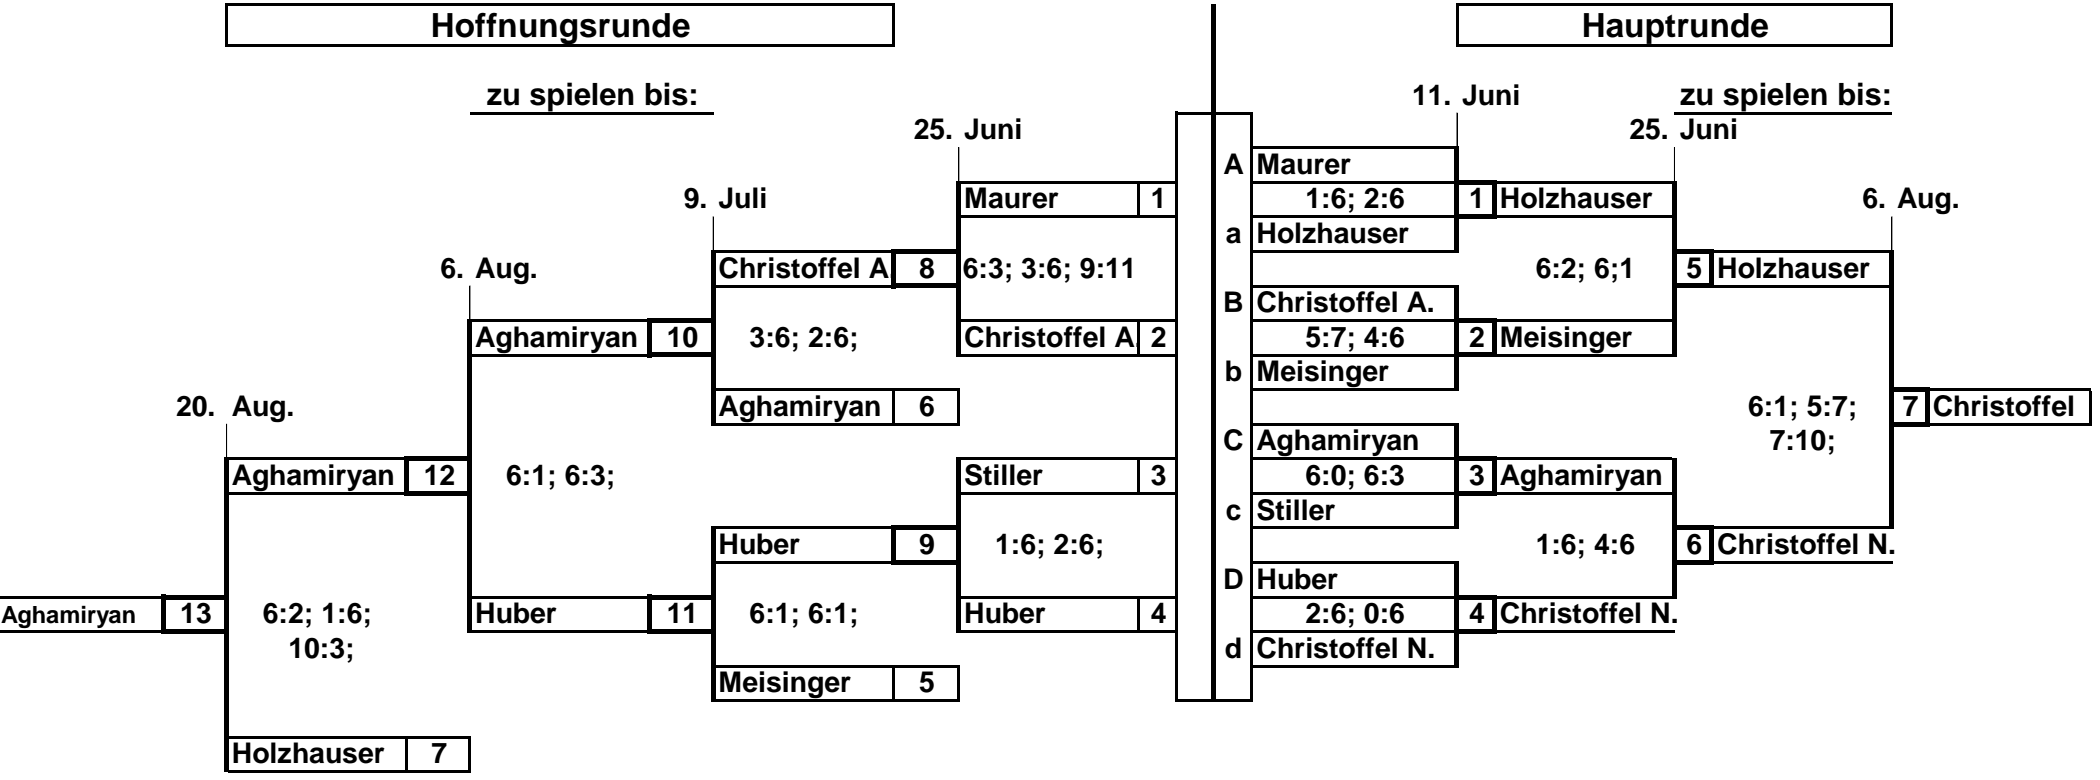 Hoffnungsrunde
Hauptrunde
zu spielen bis:
11. Juni
zu spielen bis:
25. Juni
25. Juni
A Maurer
Maurer 1
1:6; 2:6
1 Holzhauser
9. Juli
6. Aug.
a Holzhauser
Christoffel A. 8
6:3; 3:6; 9:11
6:2; 6;1
5 Holzhauser
6. Aug.
B Christoffel A.
Aghamiryan 10
3:6; 2:6;
Christoffel A. 2
5:7; 4:6
2 Meisinger
b Meisinger
20. Aug.
Aghamiryan 6
6:1; 5:7;
7:10;
7 Christoffel
C Aghamiryan
Aghamiryan 12
6:1; 6:3;
Stiller 3
6:0; 6:3
3 Aghamiryan
c Stiller
Huber 9
1:6; 2:6;
1:6; 4:6
6 Christoffel N.
D Huber
Aghamiryan 13
6:2; 1:6;
10:3;
Huber 11
6:1; 6:1;
Huber 4
2:6; 0:6
4 Christoffel N.
d Christoffel N.
Meisinger 5
Holzhauser 7